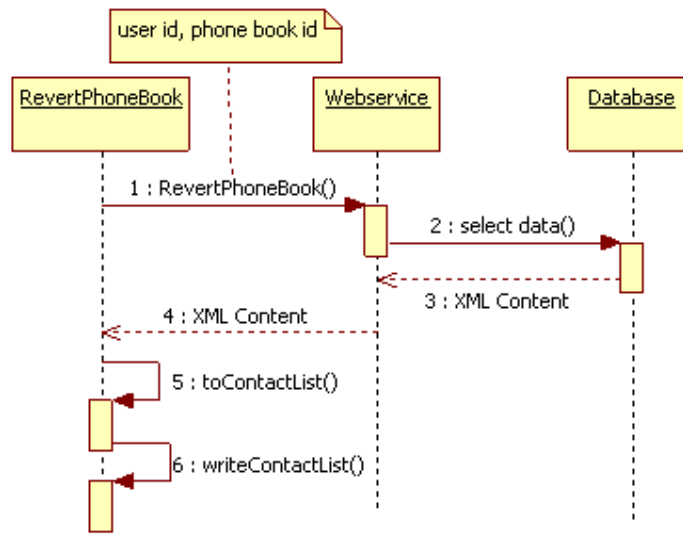 user id, phone book id
RevertPhoneBook
Webservice
Database
1 : RevertPhoneBook()
2 : select data()
3 : XML Content
4 : XML Content
5 : toContactList()
6 : writeContactList()